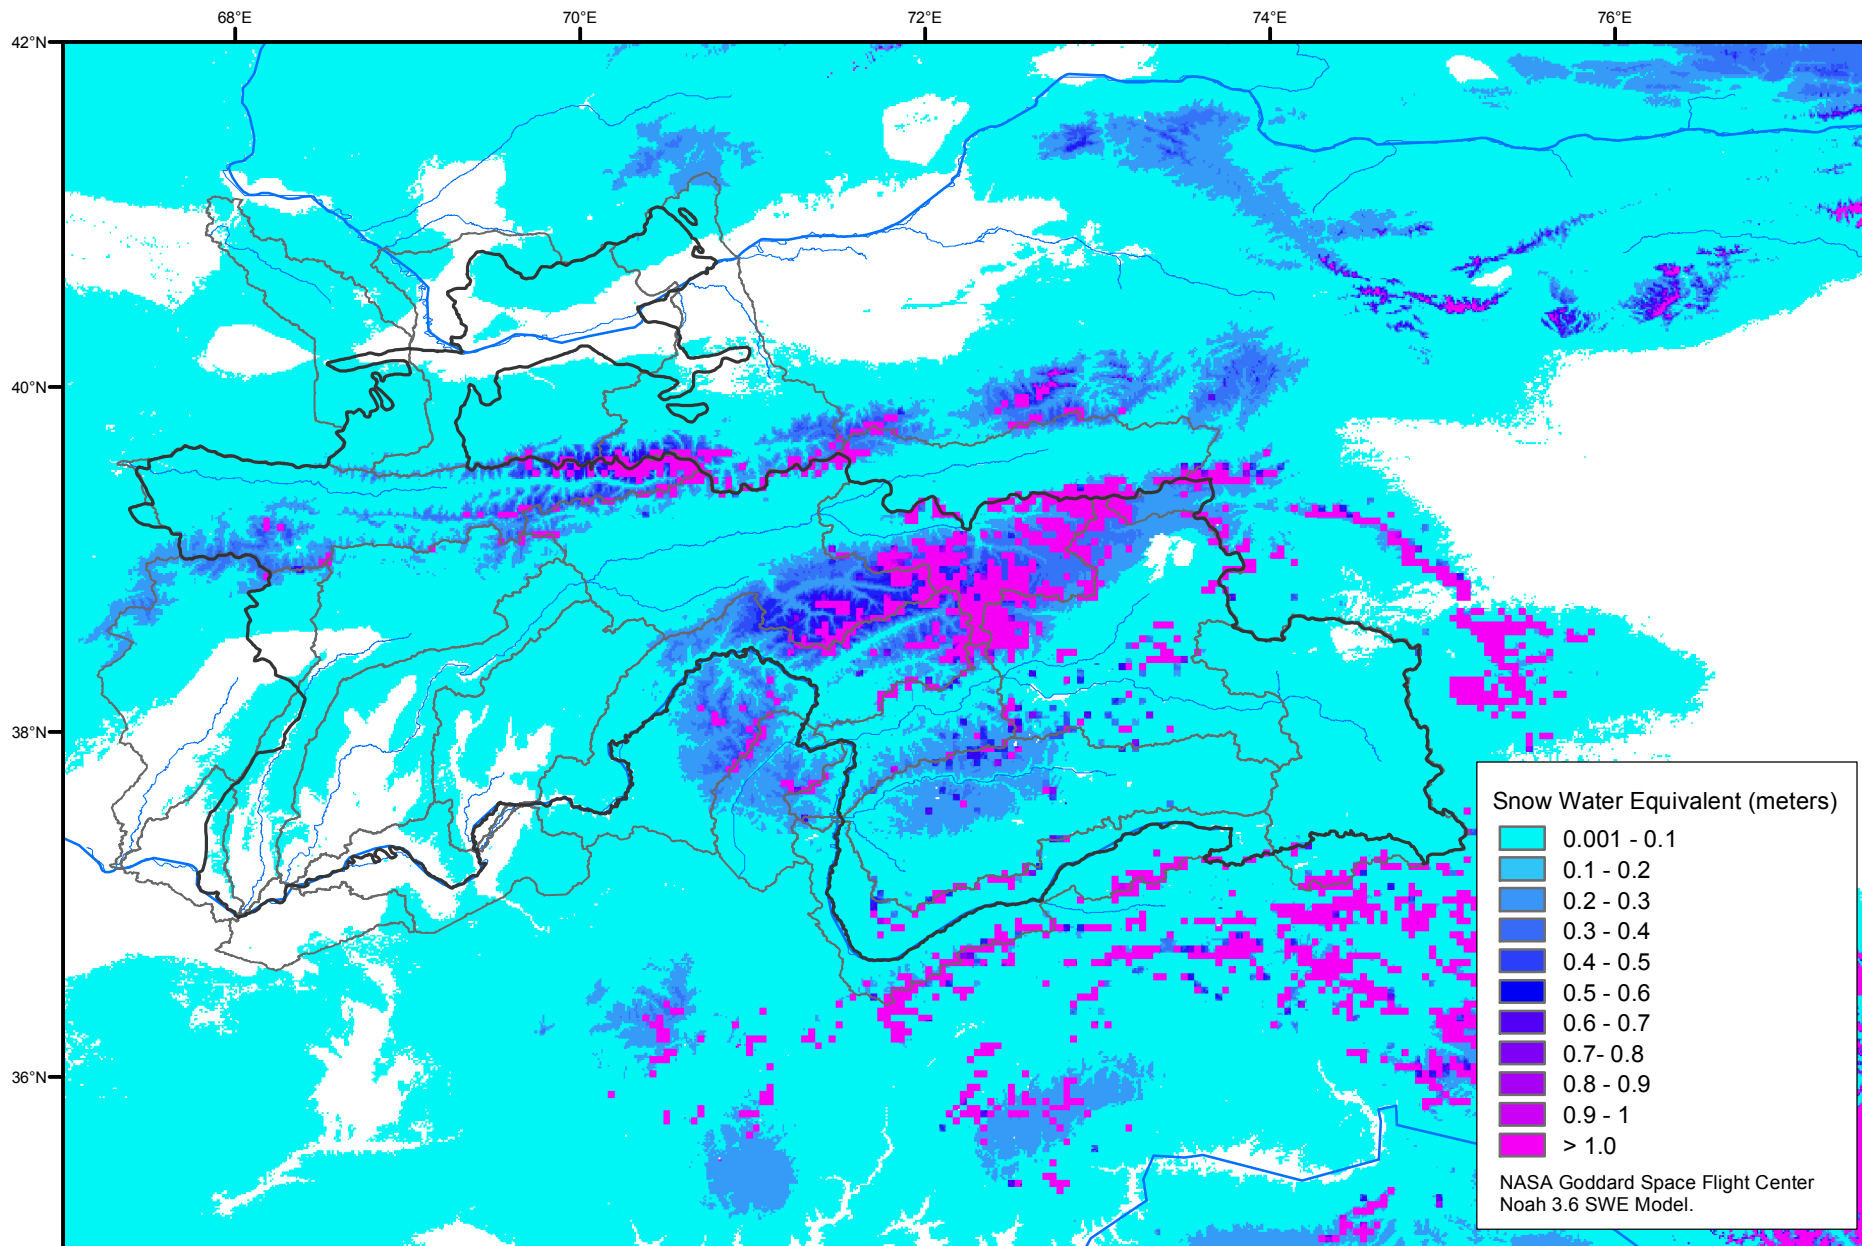 68°E 70°E 72°E 74°E 76°E
42°N
40°N
38°N
36°N
Snow Water Equivalent (meters)
0.001 - 0.1
0.1 - 0.2
0.2 - 0.3
0.3 - 0.4
0.4 - 0.5
0.5 - 0.6
0.6 - 0.7
0.7- 0.8
0.8 - 0.9
0.9 - 1
> 1.0
NASA Goddard Space Flight Center
Noah 3.6 SWE Model.